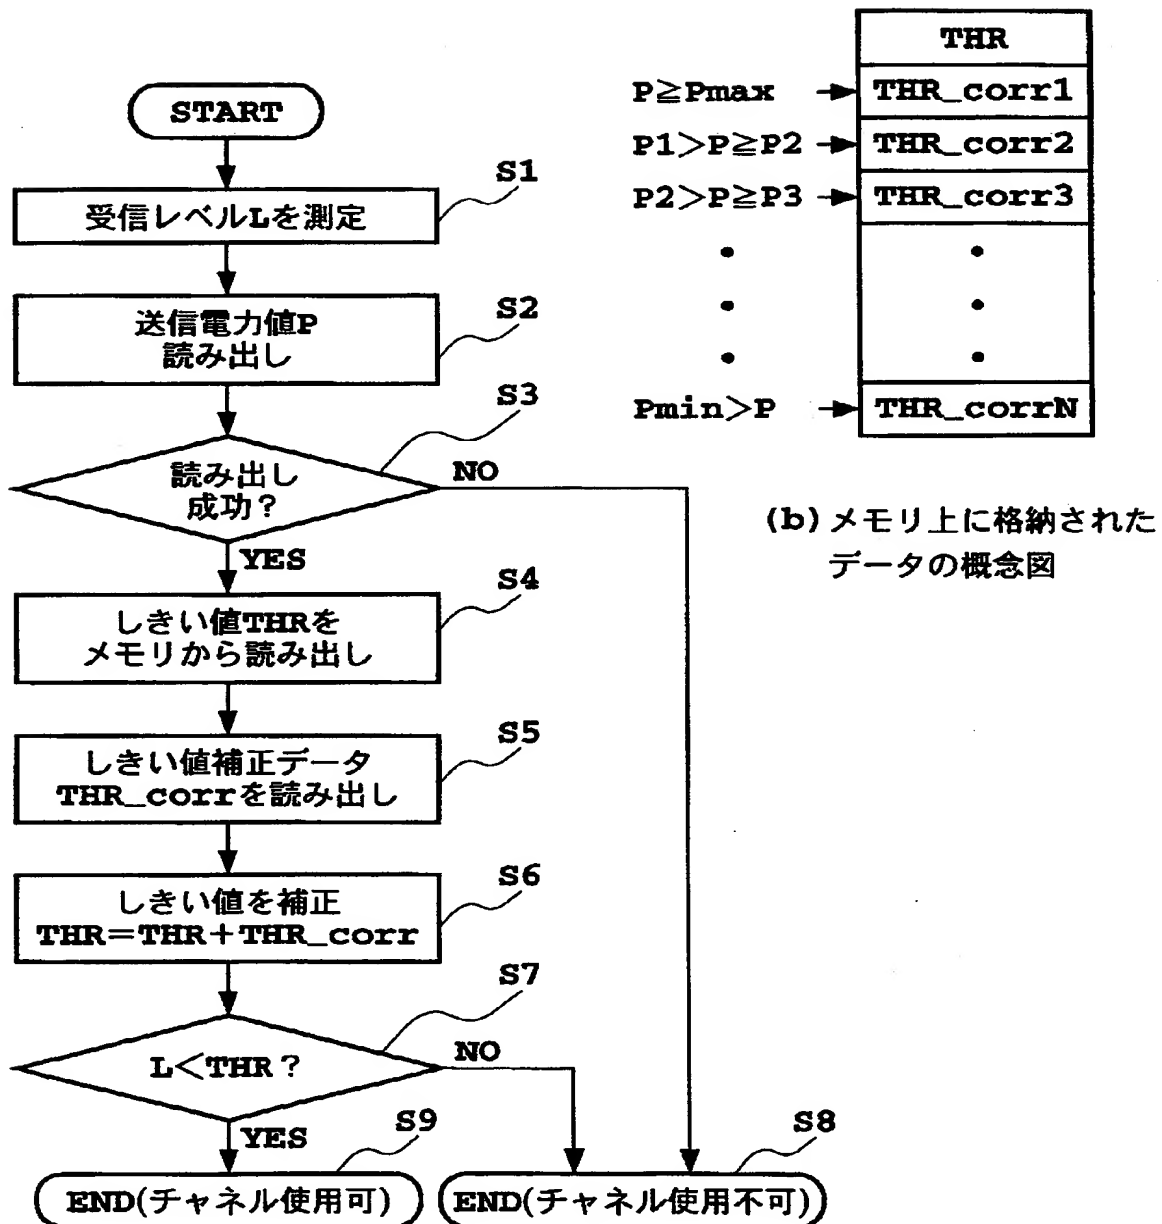 START
S1
受信レベルLを測定
S2
送信電力値P
読み出し
S3
読み出し
成功?
NO
YES
S4
しきい値THRを
メモリから読み出し
S5
しきい値補正データ
THR_corrを読み出し
S6
しきい値を補正
THR=THR+THR_corr
S7
L<THR?
NO
YES
S9
END(チャネル使用可)
S8
END(チャネル使用不可)
THR
P≧Pmax THR_corr1
P1>P≧P2 THR_corr2
P2>P≧P3 THR_corr3
Pmin>P THR_corrN
(b)メモリ上に格納された
データの概念図